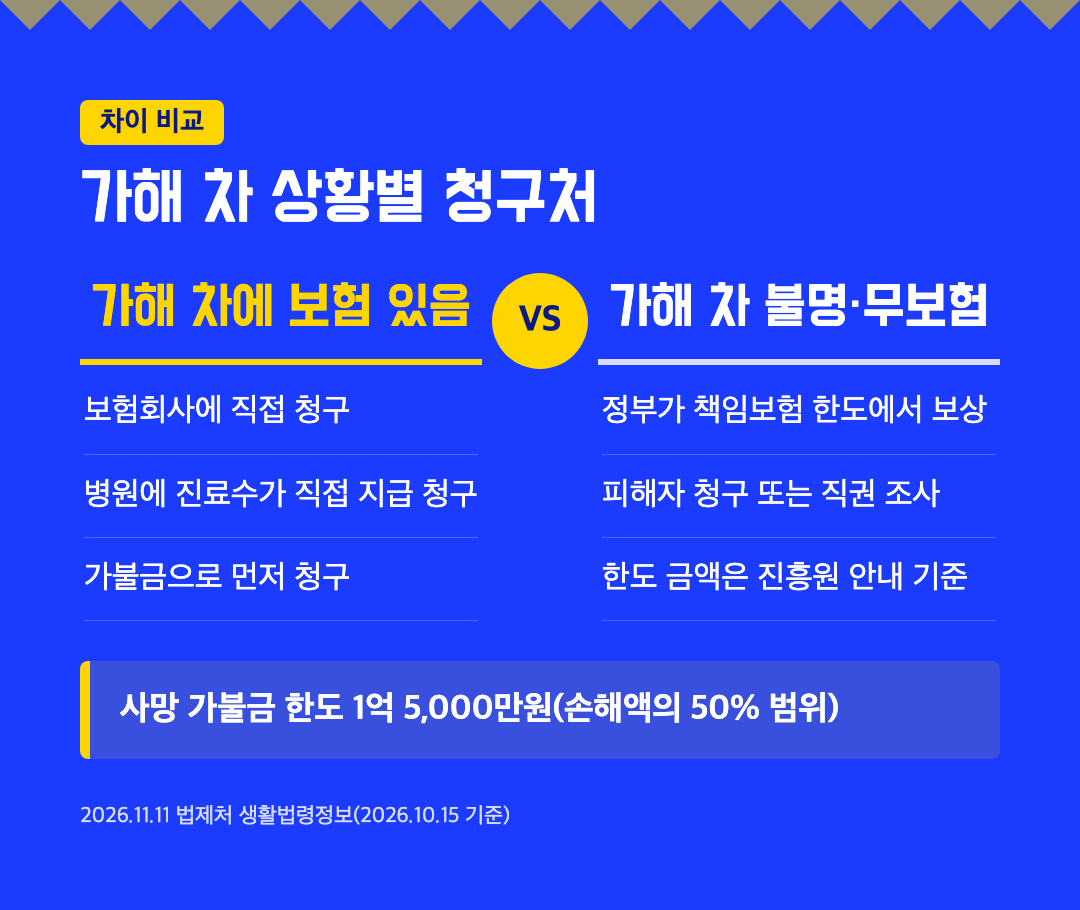 차이 비교
가해 차 상황별 청구처
가해 차에 보험 있음
VS
가해 차 불명·무보험
보험회사에 직접 청구
병원에 진료수가 직접 지급 청구
가불금으로 먼저 청구
정부가 책임보험 한도에서 보상
피해자 청구 또는 직권 조사
한도 금액은 진흥원 안내 기준
사망 가불금 한도 1억 5,000만원(손해액의 50% 범위)
2026.11.11 법제처 생활법령정보(2026.10.15 기준)